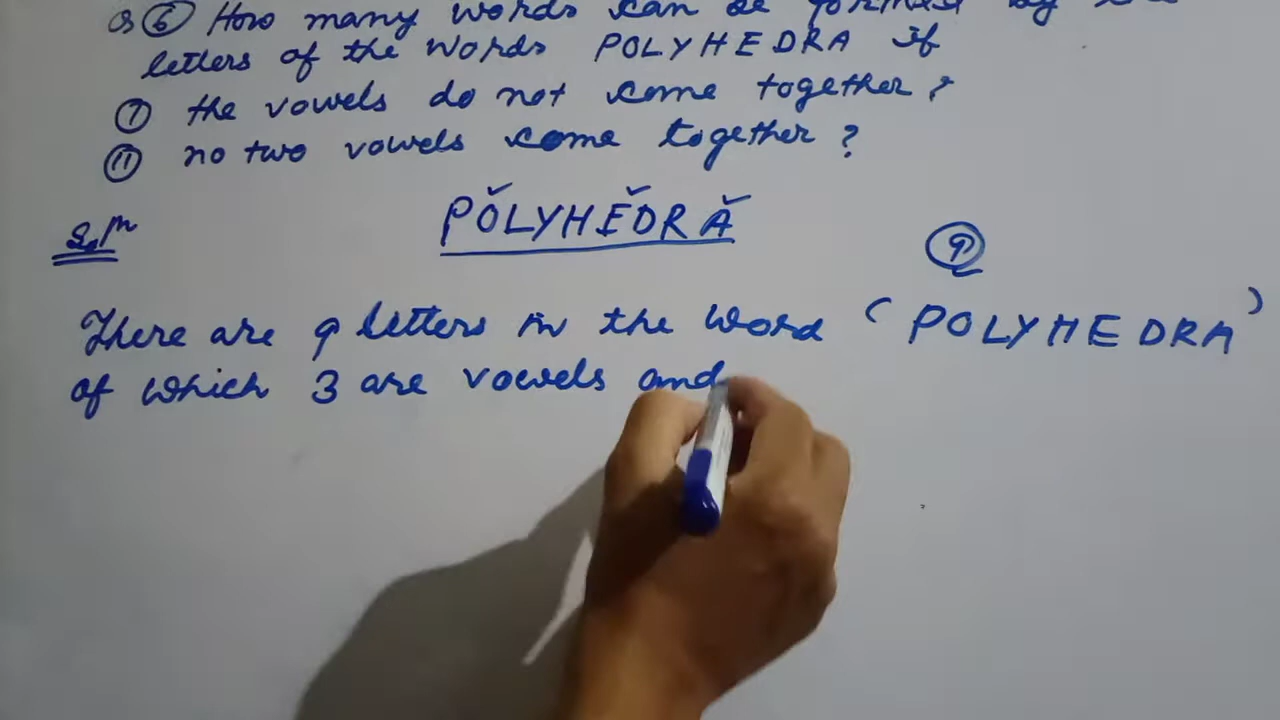 Q ⑥ How many words can be formed by the
letters of the words POLYHEDRA If
Ⓘ the vowels do not come together?
ⓘⓘ no two vowels come together?
Solⁿ POLYHEDRA ⑨
There are 9 letters in the word (POLYHEDRA)
of which 3 are vowels and